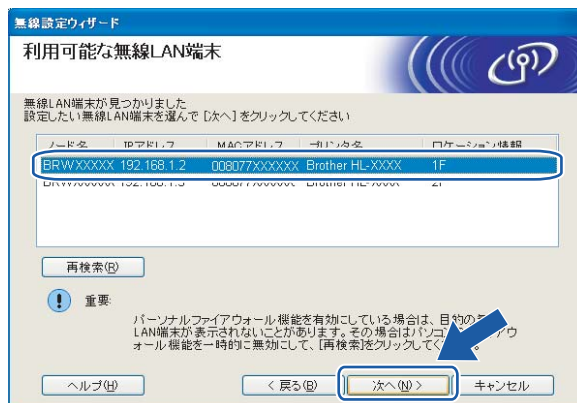 無線設定ウィザード
利用可能な無線LAN端末
無線LAN端末が見つかりました
設定したい無線LAN端末を選んで [次へ] をクリックしてください
ノード名 IPアドレス MACアドレス プリンタ名 ロケーション情報
BRWXXXXX 192.168.1.2 008077XXXXXX Brother HL-XXXX 1F
再検索(R)
重要:
パーソナルファイアウォール機能を有効にしている場合は、目的の
LAN端末が表示されないことがあります。その場合はパソコン
ォール機能を一時的に無効にして、[再検索]をクリックして
ヘルプ(H) < 戻る(B) 次へ(N) > キャンセル